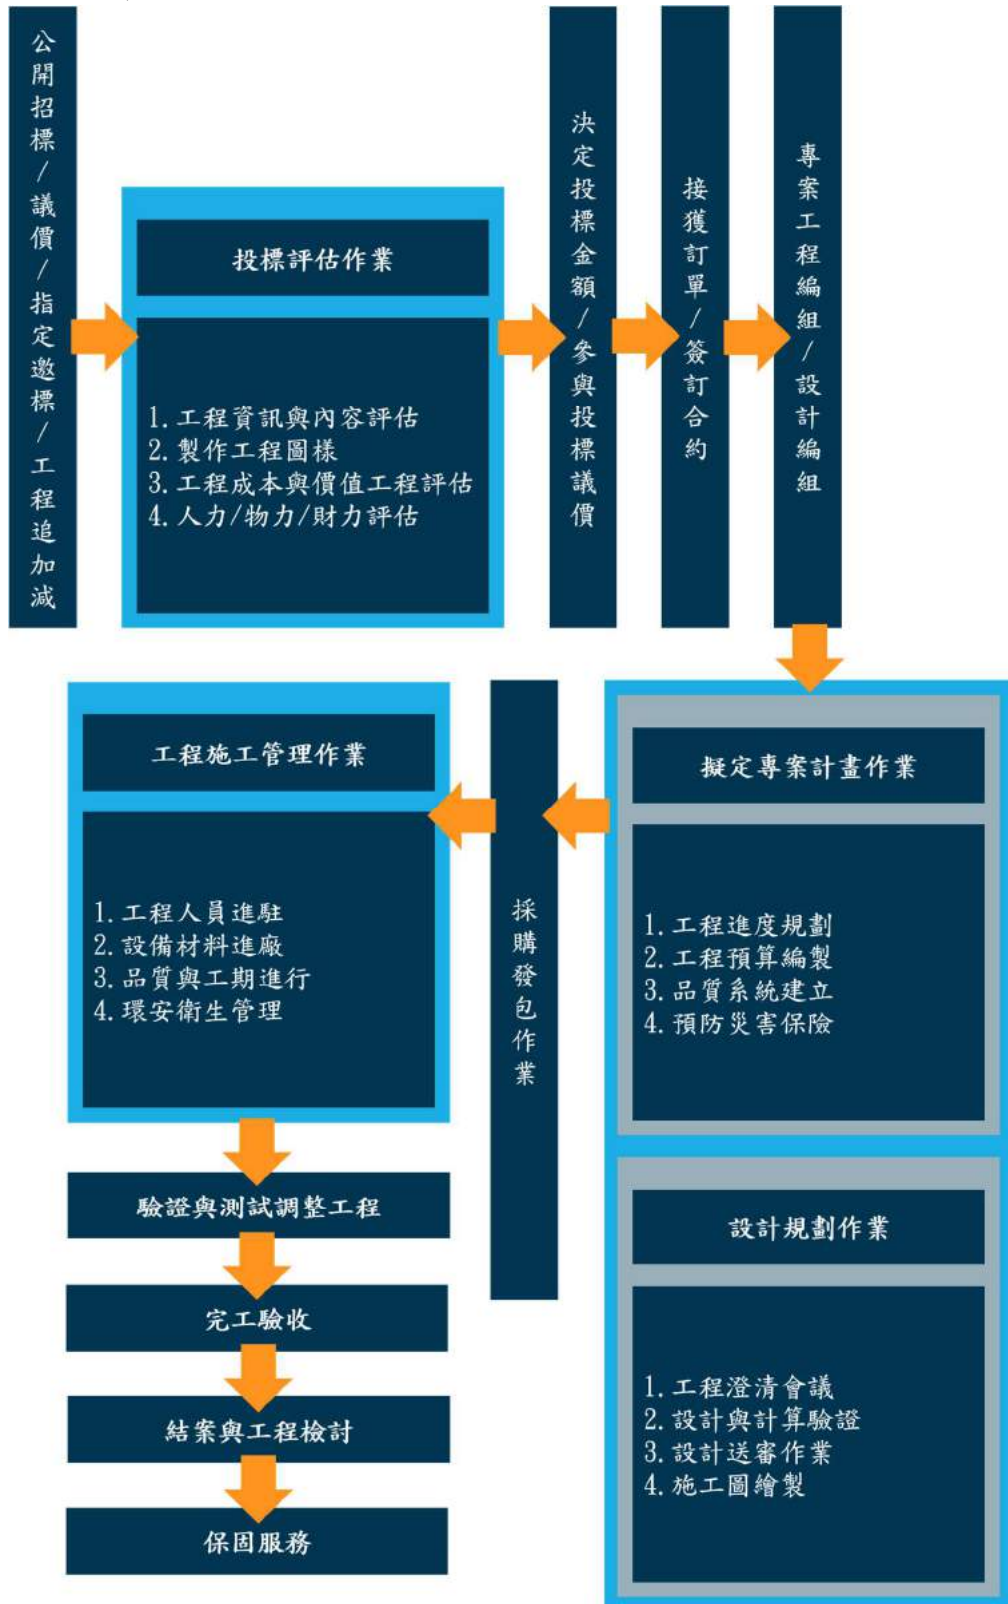 公開招標/議價/指定邀標/工程追加減
投標評估作業
1.工程資訊與內容評估
2.製作工程圖樣
3.工程成本與價值工程評估
4.人力/物力/財力評估
決定投標金額/參與投標議價
接獲訂單/簽訂合約
專案工程編組/設計編組
擬定專案計畫作業
1.工程進度規劃
2.工程預算編製
3.品質系統建立
4.預防災害保險
設計規劃作業
1.工程澄清會議
2.設計與計算驗證
3.設計送審作業
4.施工圖繪製
採購發包作業
工程施工管理作業
1.工程人員進駐
2.設備材料進廠
3.品質與工期進行
4.環安衛生管理
驗證與測試調整工程
完工驗收
結案與工程檢討
保固服務